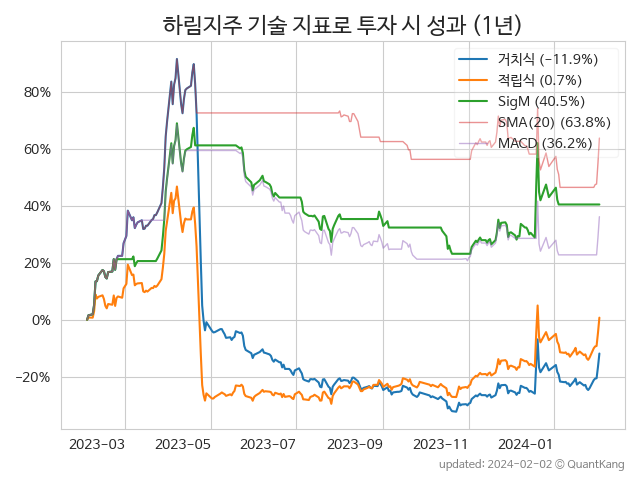 하림지주 기술 지표로 투자 시 성과 (1년)
거치식 (-11.9%)
적립식 (0.7%)
SigM (40.5%)
SMA(20) (63.8%)
MACD (36.2%)
80%
60%
40%
20%
0%
-20%
2023-03 2023-05 2023-07 2023-09 2023-11 2024-01
updated: 2024-02-02 © QuantKang